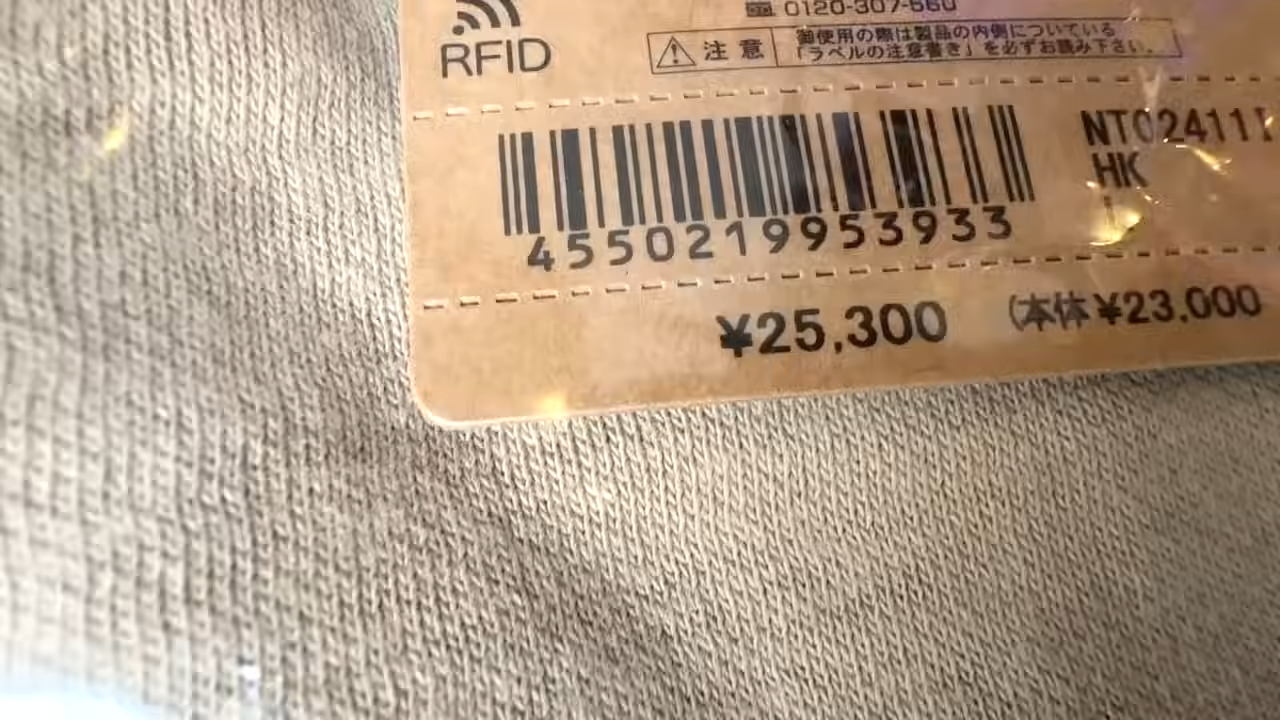 RFID
0120-307-560
注意
御使用の際は製品の内側についている
「ラベルの注意書き」を必ずお読み下さい。
NT02411I
HK
4550219953933
¥25,300 (本体¥23,000